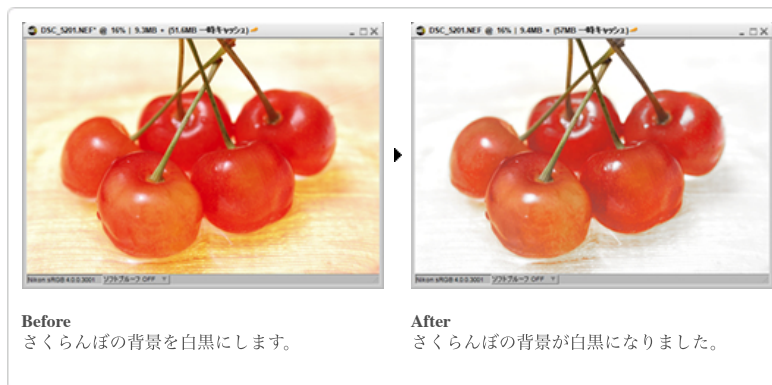 DSC_5201.NEF* @ 16% | 9.3MB • (51.6MB 一時キャッシュ)
DSC_5201.NEF @ 16% | 9.4MB • (57MB 一時キャッシュ)
Nikon sRGB 4.0.0.3001 ソフトプルーフ OFF
Nikon sRGB 4.0.0.3001 ソフトプルーフ OFF
Before
さくらんぼの背景を白黒にします。
After
さくらんぼの背景が白黒になりました。